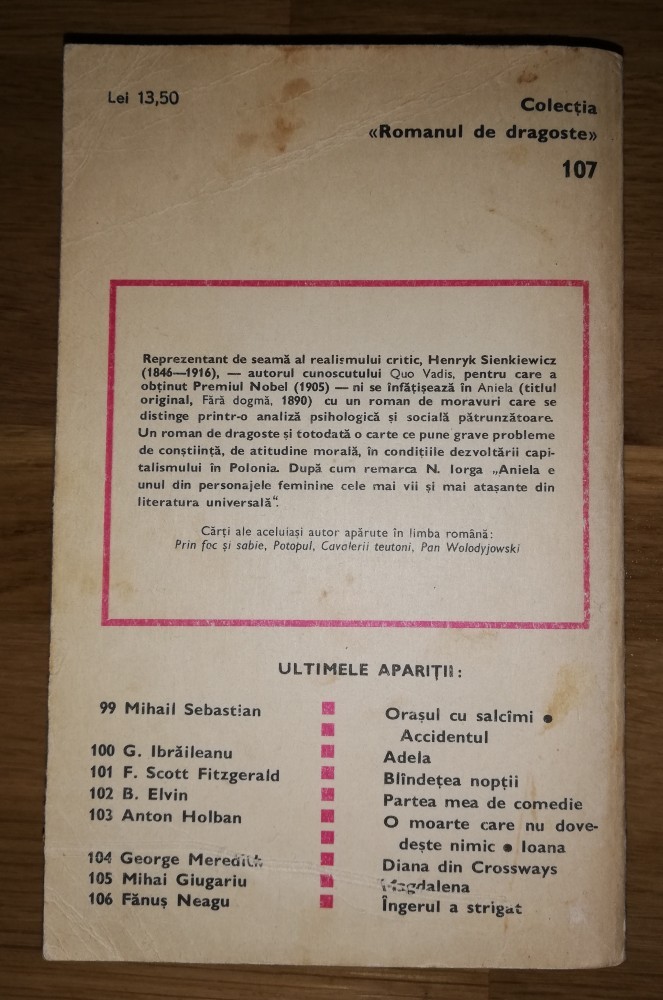 Lei 13,50
Colecția
«Romanul de dragoste»
107
Reprezentant de seamă al realismului critic, Henryk Sienkiewicz
(1846—1916), — autorul cunoscutului Quo Vadis, pentru care a
obținut Premiul Nobel (1905) — ni se înfățișează în Aniela (titlul
original, Fără dogmă, 1890) cu un roman de moravuri care se
distinge printr-o analiză psihologică și socială pătrunzătoare.
Un roman de dragoste și totodată o carte ce pune grave probleme
de conștiință, de atitudine morală, în condițiile dezvoltării capi-
talismului în Polonia. După cum remarca N. Iorga „Aniela e
unul din personajele feminine cele mai vii și mai atașante din
literatura universală“.
Cărți ale aceluiași autor apărute în limba română:
Prin foc și sabie, Potopul, Cavalerii teutoni, Pan Wolodyjowski
ULTIMELE APARIȚII:
99 Mihail Sebastian Orașul cu salcîmi ●
Accidentul
100 G. Ibrăileanu Adela
101 F. Scott Fitzgerald Blîndețea nopții
102 B. Elvin Partea mea de comedie
103 Anton Holban O moarte care nu dove-
dește nimic ● Ioana
104 George Meredith Diana din Crossways
105 Mihai Giugariu Magdalena
106 Fănuș Neagu Îngerul a strigat